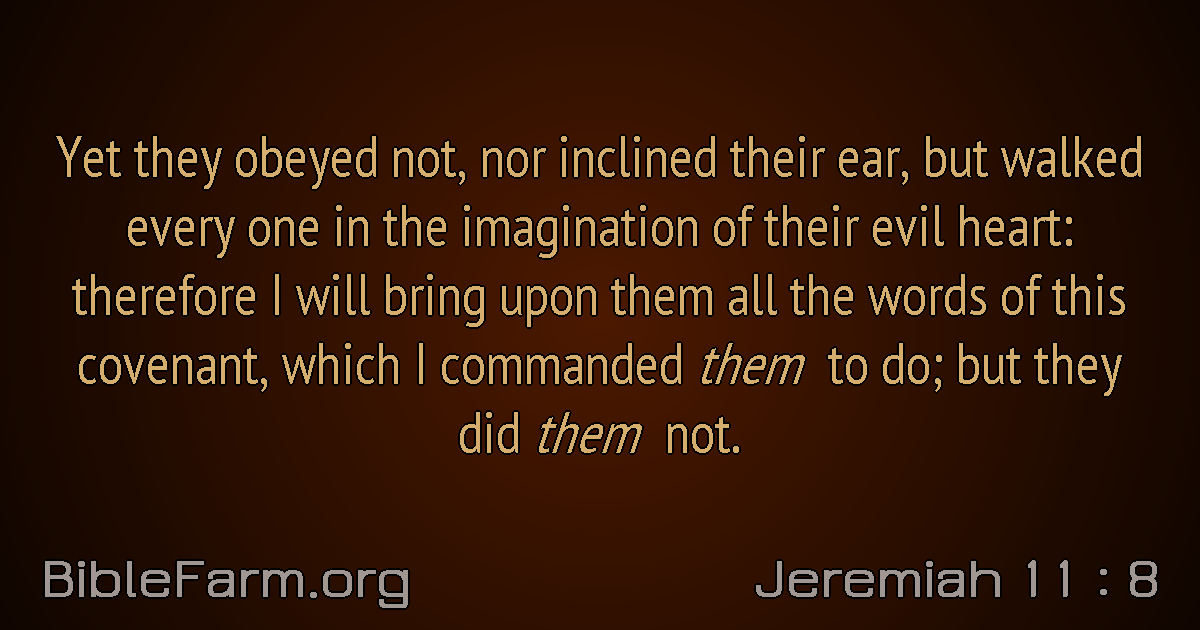 Yet they obeyed not, nor inclined their ear, but walked
every one in the imagination of their evil heart:
therefore I will bring upon them all the words of this
covenant, which I commanded them to do; but they
did them not.
BibleFarm.org
Jeremiah 11 : 8